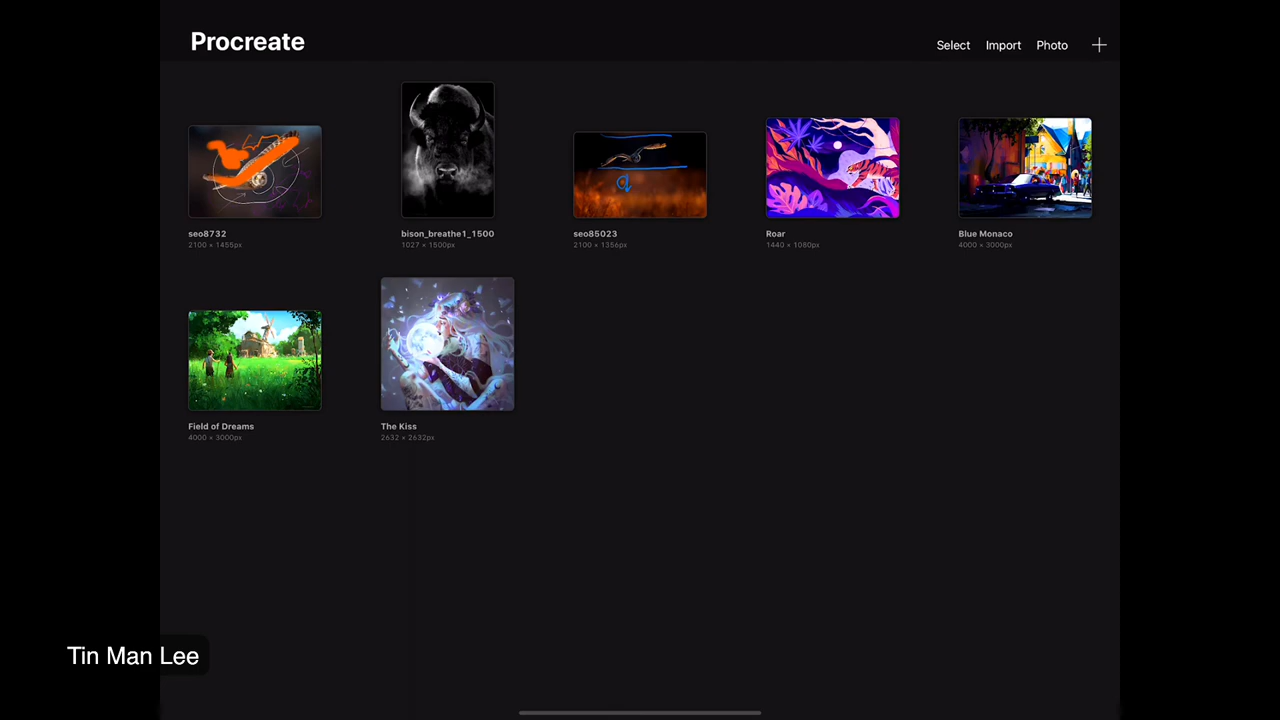 Procreate
Select Import Photo
seo8732
2100 × 1455px
bison_breathe1_1500
1027 × 1500px
seo85023
2100 × 1356px
Roar
1440 × 1080px
Blue Monaco
4000 × 3000px
Field of Dreams
4000 × 3000px
The Kiss
2632 × 2632px
Tin Man Lee